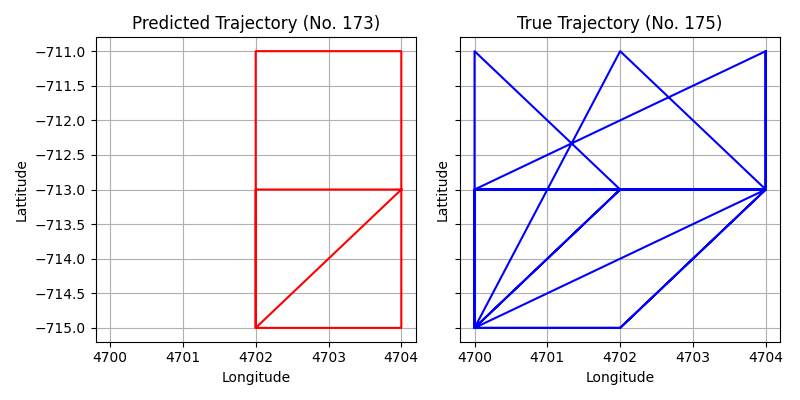 Predicted Trajectory (No. 173)
−711.0
−711.5
−712.0
−712.5
−713.0
−713.5
−714.0
−714.5
−715.0
Lattitude
4700 4701 4702 4703 4704
Longitude
True Trajectory (No. 175)
Lattitude
4700 4701 4702 4703 4704
Longitude